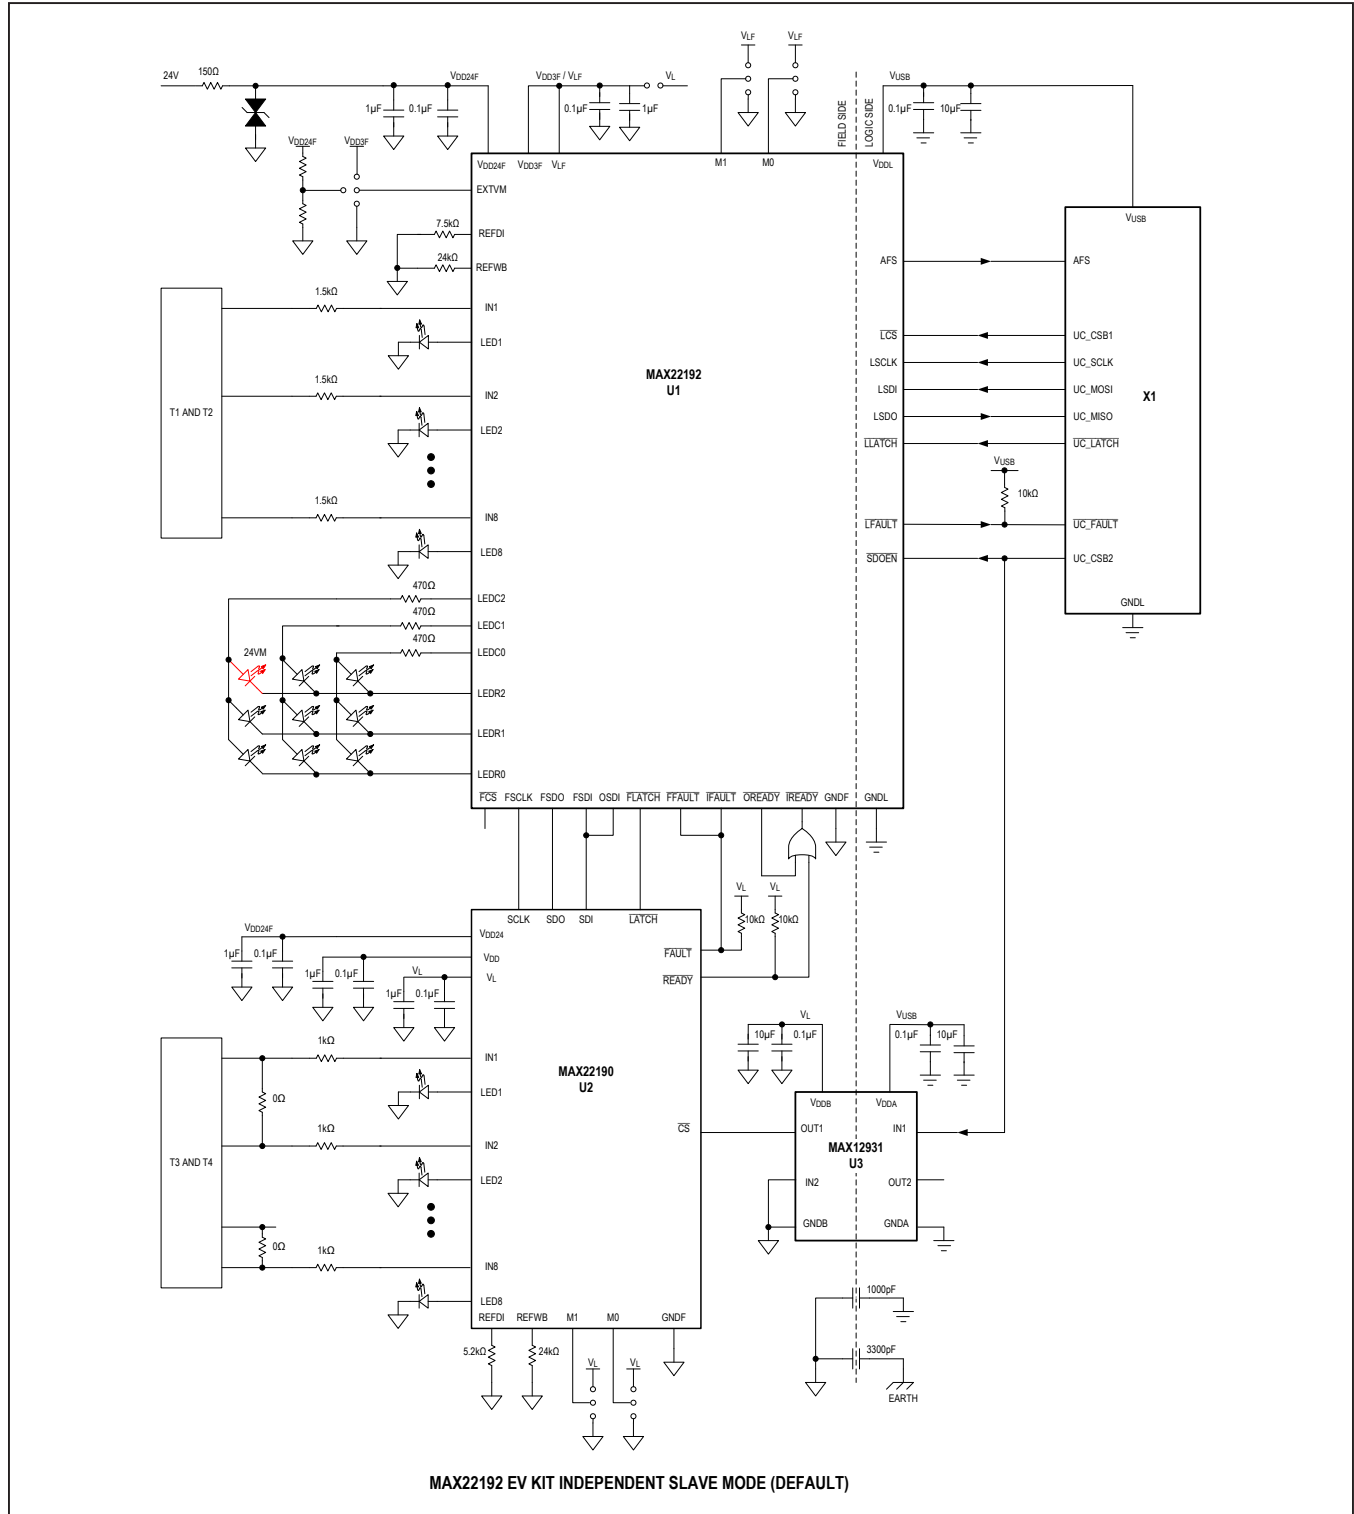 24V 150Ω VDD24F VDD3F / VLF VL VLF VLF VUSB
1µF 0.1µF 0.1µF 1µF 0.1µF 10µF
FIELD SIDE
LOGIC SIDE
VDD24F VDD3F
VDD24F VDD3F VLF M1 M0 VDDL
EXTVM
VUSB
7.5kΩ REFDI
24kΩ REFWB
AFS AFS
1.5kΩ IN1
LED1
LCS UC_CSB1
LSCLK UC_SCLK
MAX22192
U1
1.5kΩ IN2
LSDI UC_MOSI
X1
T1 AND T2
LSDO UC_MISO
LED2
LLATCH UC_LATCH
VUSB
10kΩ
1.5kΩ IN8
LFAULT UC_FAULT
LED8
SDOEN UC_CSB2
470Ω LEDC2
GNDL
470Ω LEDC1
470Ω LEDC0
24VM
LEDR2
LEDR1
LEDR0
FCS FSCLK FSDO FSDI OSDI FLATCH FFAULT IFAULT OREADY IREADY GNDF GNDL
VL VL
10kΩ 10kΩ
SCLK SDO SDI LATCH
VDD24F VDD24
1µF 0.1µF
FAULT
VDD
1µF 0.1µF
VL VL
READY
1µF 0.1µF
VL VUSB
10µF 0.1µF 0.1µF 10µF
1kΩ IN1
MAX22190
U2
LED1
0Ω
VDDB VDDA
1kΩ IN2
CS OUT1 IN1
MAX12931
U3
T3 AND T4
LED2
IN2 OUT2
GNDB GNDA
0Ω
1kΩ IN8
1000pF
LED8
REFDI REFWB M1 M0 GNDF
5.2kΩ 24kΩ
3300pF
VL VL
EARTH
MAX22192 EV KIT INDEPENDENT SLAVE MODE (DEFAULT)